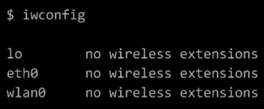 $ iwconfig
lo no wireless extensions
eth0 no wireless extensions
wlan0 no wireless extensions